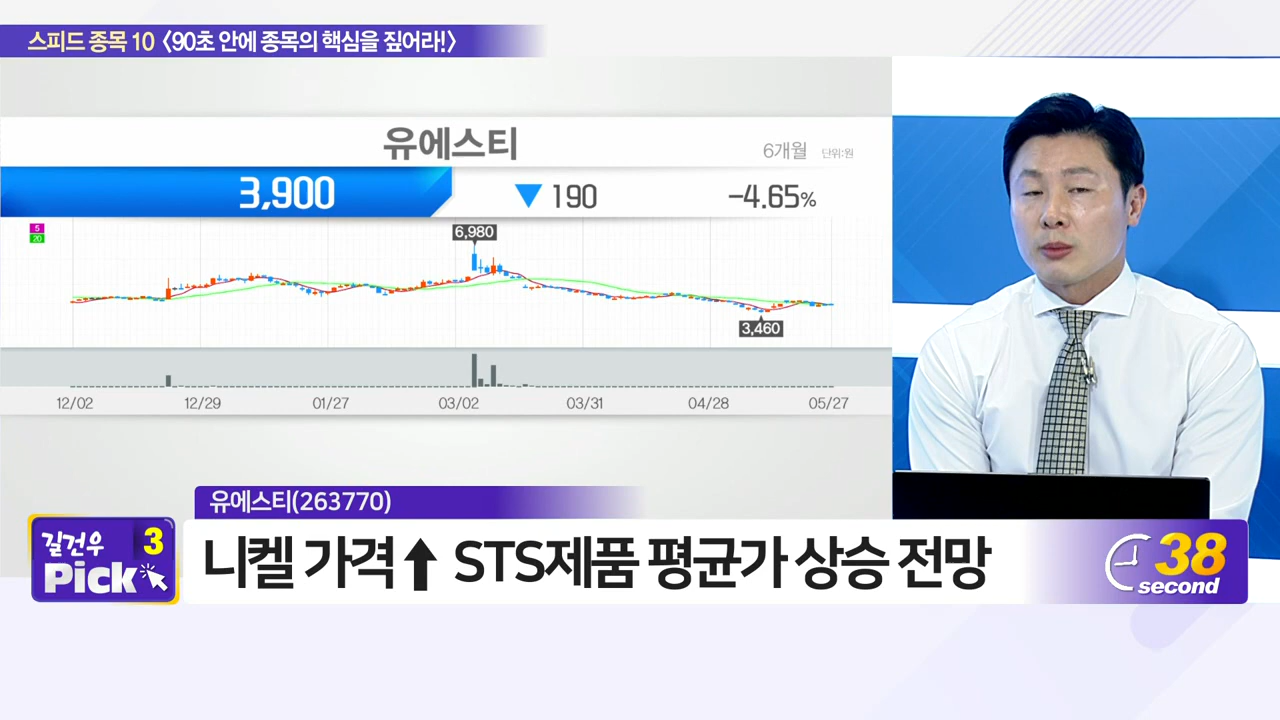 스피드 종목 10 〈90초 안에 종목의 핵심을 짚어라!〉
유에스티
6개월 단위:원
3,900 ▼ 190 -4.65%
5
20
6,980
3,460
12/02 12/29 01/27 03/02 03/31 04/28 05/27
유에스티(263770)
길건우 3
Pick
니켈 가격⬆ STS제품 평균가 상승 전망
38
second